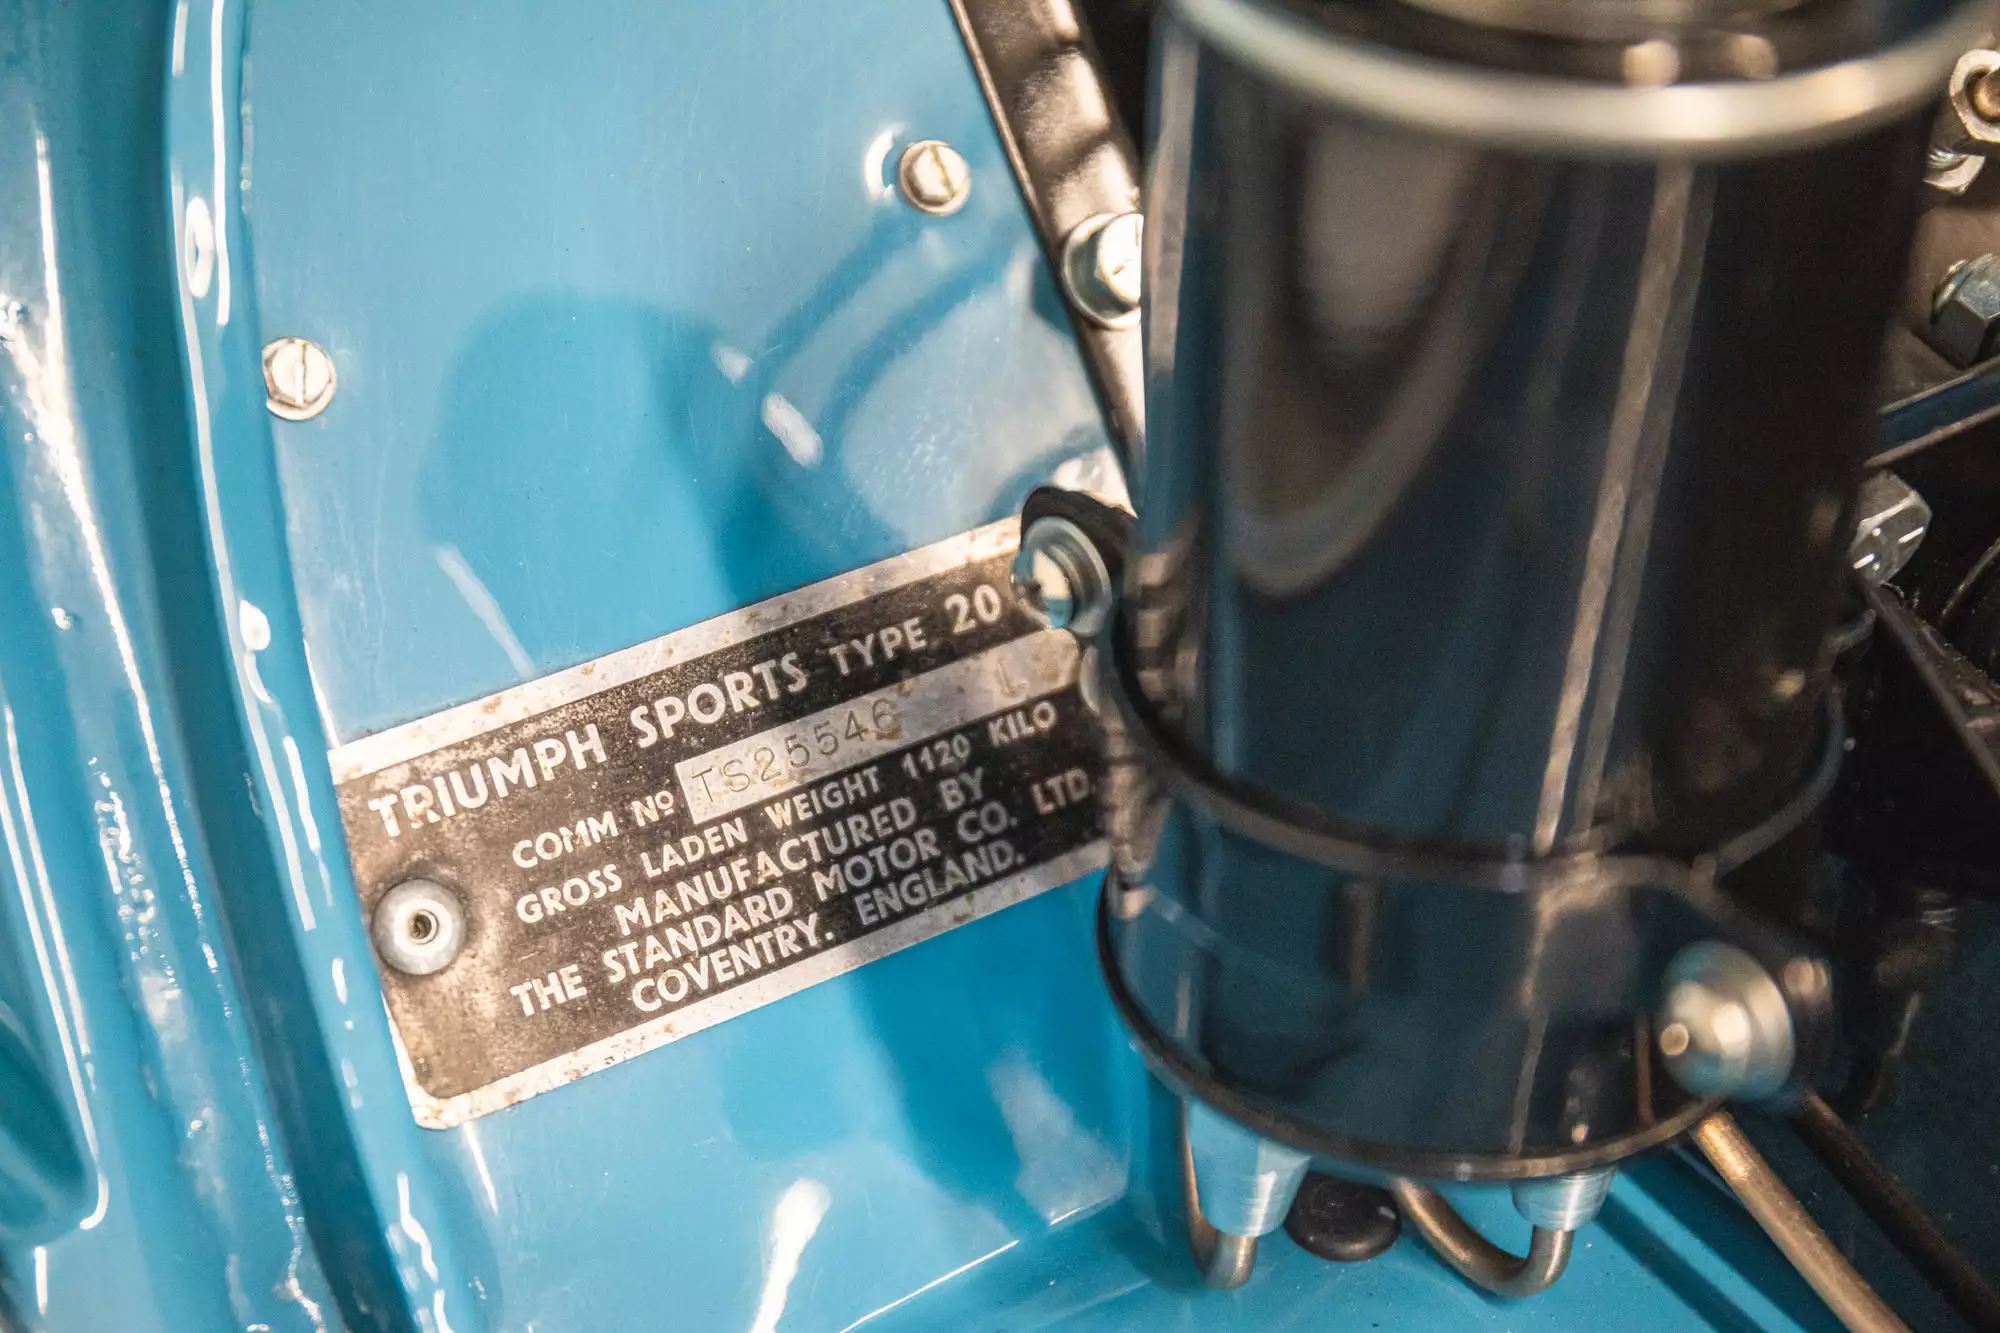 TRIUMPH SPORTS TYPE 20
COMM Nº TS25546 L
GROSS LADEN WEIGHT 1120 KILO
MANUFACTURED BY
THE STANDARD MOTOR CO. LTD.
COVENTRY. ENGLAND.